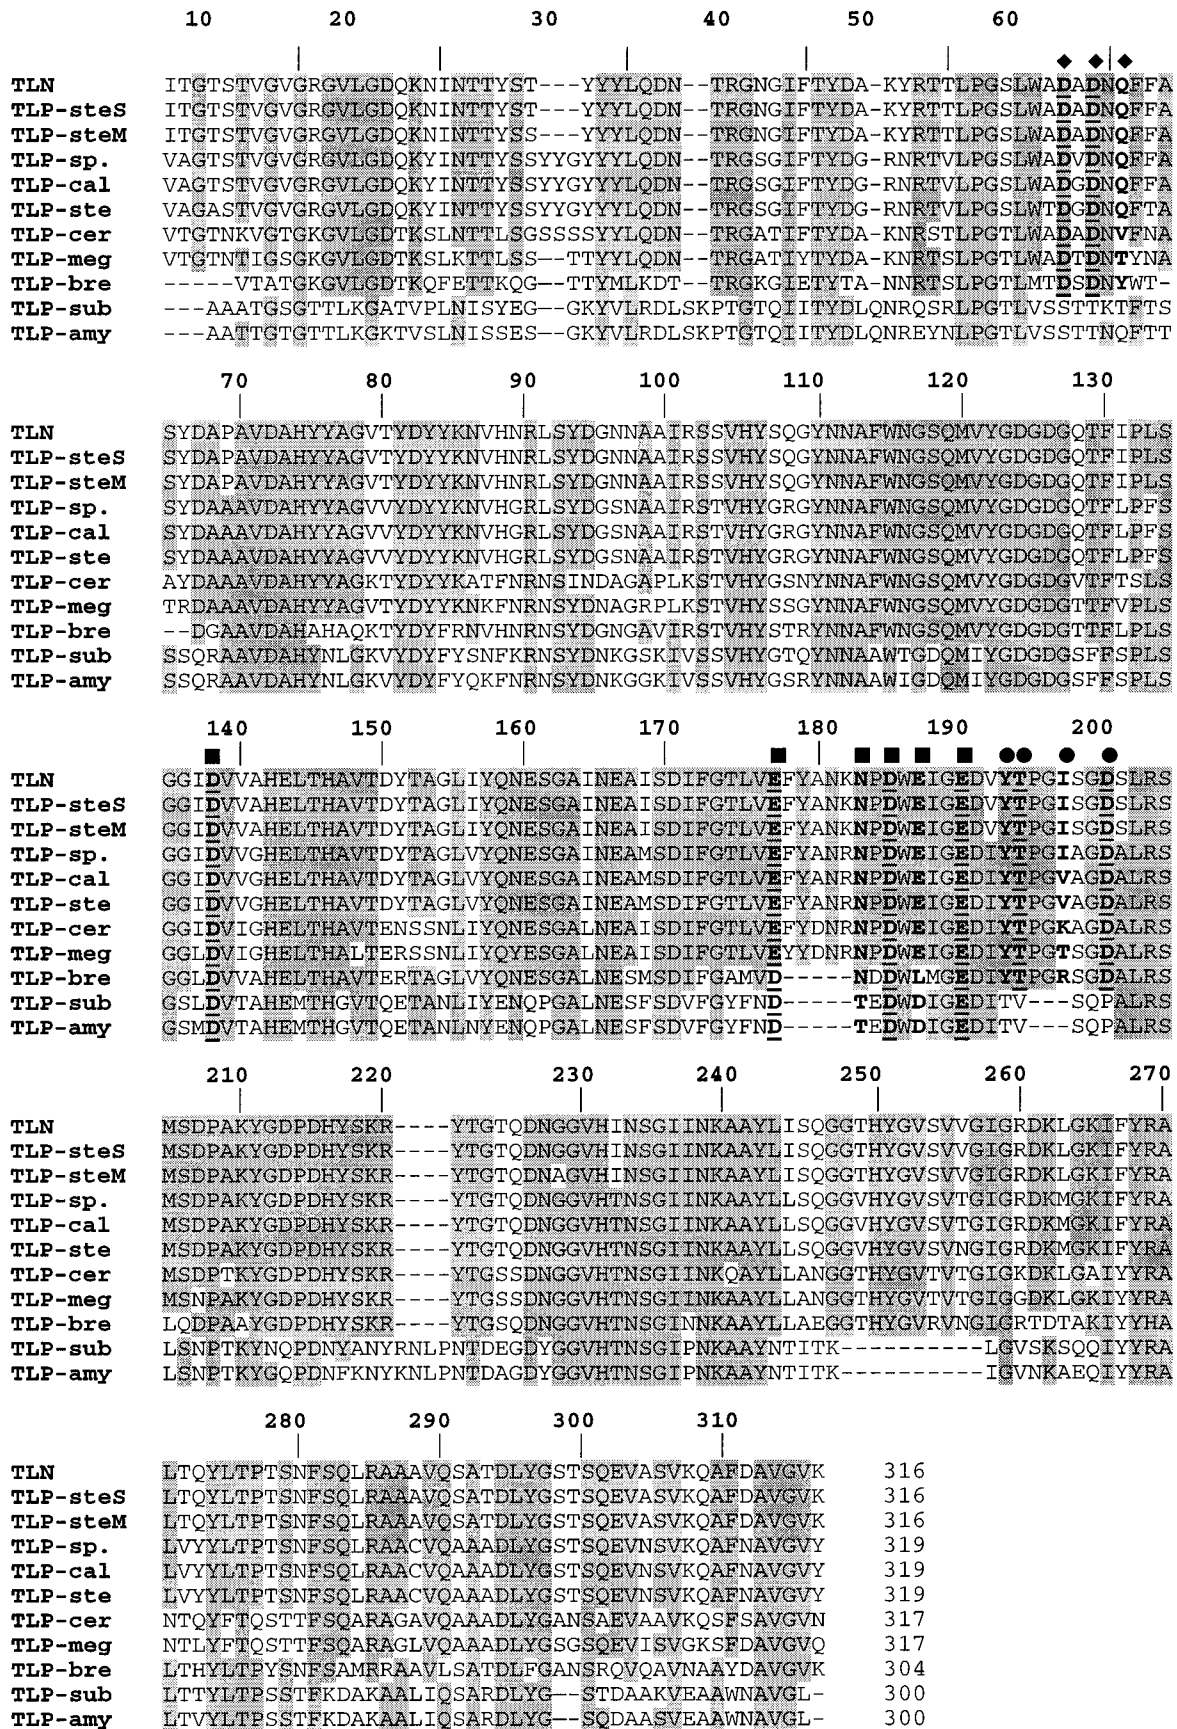 10 20 30 40 50 60
◆ ◆ ◆
TLN ITGTSTVGVGRGVLGDQKNINTTYST---YYYLQDN--TRGNGIFTYDA-KYRTTLPGSLWADADNQFFA
TLP-steS ITGTSTVGVGRGVLGDQKNINTTYSS---YYYLQDN--TRGNGIFTYDA-KYRTTLPGSLWADADNQFFA
TLP-steM ITGTSTVGVGRGVLGDQKNINTTYSS---YYYLQDN--TRGNGIFTYDA-KYRTTLPGSLWADADNQFFA
TLP-sp. VAGTSTVGVGRGVLGDQKYINTTYSSYYGYYYLQDN--TRGSGIFTYDG-RNRTVLPGSLWADVDNQFFA
TLP-cal VAGTSTVGVGRGVLGDQKYINTTYSSYYGYYYLQDN--TRGSGIFTYDG-RNRTVLPGSLWADGDNQFFA
TLP-ste VAGASTVGVGRGVLGDQKYINTTYSSYYGYYYLQDN--TRGSGIFTYDG-RNRTVLPGSLWTDGDNQFTA
TLP-cer VTGTNKVGTGKGVLGDTKSLNTTLSGSSSSYYLQDN--TRGATIFTYDA-KNRSTLPGTLWADADNVFNA
TLP-meg VTGTNTIGSGKGVLGDTKSLKTTLSS--TTYYLQDN--TRGATIYTYDA-KNRTSLPGTLWADTDNTYNA
TLP-bre -----VTATGKGVLGDTKQFETTKQG--TTYMLKDT--TRGKGIETYTA-NNRTSLPGTLMTDSDNYWT-
TLP-sub ---AAATGSGTTLKGATVPLNISYEG--GKYVLRDLSKPTGTQIITYDLQNRQSRLPGTLVSSTTKTFTS
TLP-amy ---AATTGTGTTLKGKTVSLNISSES--GKYVLRDLSKPTGTQIITYDLQNREYNLPGTLVSSTTNQFTT
70 80 90 100 110 120 130
TLN SYDAPAVDAHYYAGVTYDYYKNVHNRLSYDGNNAAIRSSVHYSQGYNNAFWNGSQMVYGDGDGQTFIPLS
TLP-steS SYDAPAVDAHYYAGVTYDYYKNVHNRLSYDGNNAAIRSSVHYSQGYNNAFWNGSQMVYGDGDGQTFIPLS
TLP-steM SYDAPAVDAHYYAGVTYDYYKNVHNRLSYDGNNAAIRSSVHYSQGYNNAFWNGSQMVYGDGDGQTFIPLS
TLP-sp. SYDAAAVDAHYYAGVVYDYYKNVHGRLSYDGSNAAIRSTVHYGRGYNNAFWNGSQMVYGDGDGQTFLPFS
TLP-cal SYDAAAVDAHYYAGVVYDYYKNVHGRLSYDGSNAAIRSTVHYGRGYNNAFWNGSQMVYGDGDGQTFLPFS
TLP-ste SYDAAAVDAHYYAGVVYDYYKNVHGRLSYDGSNAAIRSTVHYGRGYNNAFWNGSQMVYGDGDGQTFLPFS
TLP-cer AYDAAAVDAHYYAGKTYDYYKATFNRNSINDAGAPLKSTVHYGSNYNNAFWNGSQMVYGDGDGVTFTSLS
TLP-meg TRDAAAVDAHYYAGVTYDYYKNKFNRNSYDNAGRPLKSTVHYSSGYNNAFWNGSQMVYGDGDGTTFVPLS
TLP-bre --DGAAVDAHAHAQKTYDYFRNVHNRNSYDGNGAVIRSTVHYSTRYNNAFWNGSQMVYGDGDGTTFLPLS
TLP-sub SSQRAAVDAHYNLGKVYDYFYSNFKRNSYDNKGSKIVSSVHYGTQYNNAAWTGDQMIYGDGDGSFFSPLS
TLP-amy SSQRAAVDAHYNLGKVYDYFYQKFNRNSYDNKGGKIVSSVHYGSRYNNAAWIGDQMIYGDGDGSFFSPLS
140 150 160 170 180 190 200
■ ■ ■ ■ ■ ■ ● ● ● ●
TLN GGIDVVAHELTHAVTDYTAGLIYQNESGAINEAISDIFGTLVEFYANKNPDWEIGEDVYTPGISGDSLRS
TLP-steS GGIDVVAHELTHAVTDYTAGLIYQNESGAINEAISDIFGTLVEFYANKNPDWEIGEDVYTPGISGDSLRS
TLP-steM GGIDVVAHELTHAVTDYTAGLIYQNESGAINEAISDIFGTLVEFYANKNPDWEIGEDVYTPGISGDSLRS
TLP-sp. GGIDVVGHELTHAVTDYTAGLVYQNESGAINEAMSDIFGTLVEFYANRNPDWEIGEDIYTPGIAGDALRS
TLP-cal GGIDVVGHELTHAVTDYTAGLVYQNESGAINEAMSDIFGTLVEFYANRNPDWEIGEDIYTPGVAGDALRS
TLP-ste GGIDVVGHELTHAVTDYTAGLVYQNESGAINEAMSDIFGTLVEFYANRNPDWEIGEDIYTPGVAGDALRS
TLP-cer GGIDVIGHELTHAVTENSSNLIYQNESGALNEAISDIFGTLVEFYDNRNPDWEIGEDIYTPGKAGDALRS
TLP-meg GGLDVIGHELTHALTERSSNLIYQNESGALNEAISDIFGTLVEYYDNRNPDWEIGEDIYTPGTSGDALRS
TLP-bre GGLDVVAHELTHAVTERTAGLVYQNESGALNESMSDIFGAMVD-----NDDWLMGEDIYTPGRSGDALRS
TLP-sub GSLDVTAHEMTHGVTQETANLIYENQPGALNESFSDVFGYFND-----TEDWDIGEDITV---SQPALRS
TLP-amy GSMDVTAHEMTHGVTQETANLNYENQPGALNESFSDVFGYFND-----TEDWDIGEDITV---SQPALRS
210 220 230 240 250 260 270
TLN MSDPAKYGDPDHYSKR----YTGTQDNGGVHINSGIINKAAYLISQGGTHYGVSVVGIGRDKLGKIFYRA
TLP-steS MSDPAKYGDPDHYSKR----YTGTQDNGGVHINSGIINKAAYLISQGGTHYGVSVVGIGRDKLGKIFYRA
TLP-steM MSDPAKYGDPDHYSKR----YTGTQDNAGVHINSGIINKAAYLISQGGTHYGVSVVGIGRDKLGKIFYRA
TLP-sp. MSDPAKYGDPDHYSKR----YTGTQDNGGVHTNSGIINKAAYLLSQGGVHYGVSVTGIGRDKMGKIFYRA
TLP-cal MSDPAKYGDPDHYSKR----YTGTQDNGGVHTNSGIINKAAYLLSQGGVHYGVSVTGIGRDKMGKIFYRA
TLP-ste MSDPAKYGDPDHYSKR----YTGTQDNGGVHTNSGIINKAAYLLSQGGVHYGVSVNGIGRDKMGKIFYRA
TLP-cer MSDPTKYGDPDHYSKR----YTGSSDNGGVHTNSGIINKQAYLLANGGTHYGVTVTGIGKDKLGAIYYRA
TLP-meg MSNPAKYGDPDHYSKR----YTGSSDNGGVHTNSGIINKAAYLLANGGTHYGVTVTGIGGDKLGKIYYRA
TLP-bre LQDPAAYGDPDHYSKR----YTGSQDNGGVHTNSGINNKAAYLLAEGGTHYGVRVNGIGRTDTAKIYYHA
TLP-sub LSNPTKYNQPDNYANYRNLPNTDEGDYGGVHTNSGIPNKAAYNTITK----------LGVSKSQQIYYRA
TLP-amy LSNPTKYGQPDNFKNYKNLPNTDAGDYGGVHTNSGIPNKAAYNTITK----------IGVNKAEQIYYRA
280 290 300 310
TLN LTQYLTPTSNFSQLRAAAVQSATDLYGSTSQEVASVKQAFDAVGVK 316
TLP-steS LTQYLTPTSNFSQLRAAAVQSATDLYGSTSQEVASVKQAFDAVGVK 316
TLP-steM LTQYLTPTSNFSQLRAAAVQSATDLYGSTSQEVASVKQAFDAVGVK 316
TLP-sp. LVYYLTPTSNFSQLRAACVQAAADLYGSTSQEVNSVKQAFNAVGVY 319
TLP-cal LVYYLTPTSNFSQLRAACVQAAADLYGSTSQEVNSVKQAFNAVGVY 319
TLP-ste LVYYLTPTSNFSQLRAACVQAAADLYGSTSQEVNSVKQAFNAVGVY 319
TLP-cer NTQYFTQSTTFSQARAGAVQAAADLYGANSAEVAAVKQSFSAVGVN 317
TLP-meg NTLYFTQSTTFSQARAGLVQAAADLYGSGSQEVISVGKSFDAVGVQ 317
TLP-bre LTHYLTPYSNFSAMRRAAVLSATDLFGANSRQVQAVNAAYDAVGVK 304
TLP-sub LTTYLTPSSTFKDAKAALIQSARDLYG--STDAAKVEAAWNAVGL- 300
TLP-amy LTVYLTPSSTFKDAKAALIQSARDLYG--SQDAASVEAAWNAVGL- 300